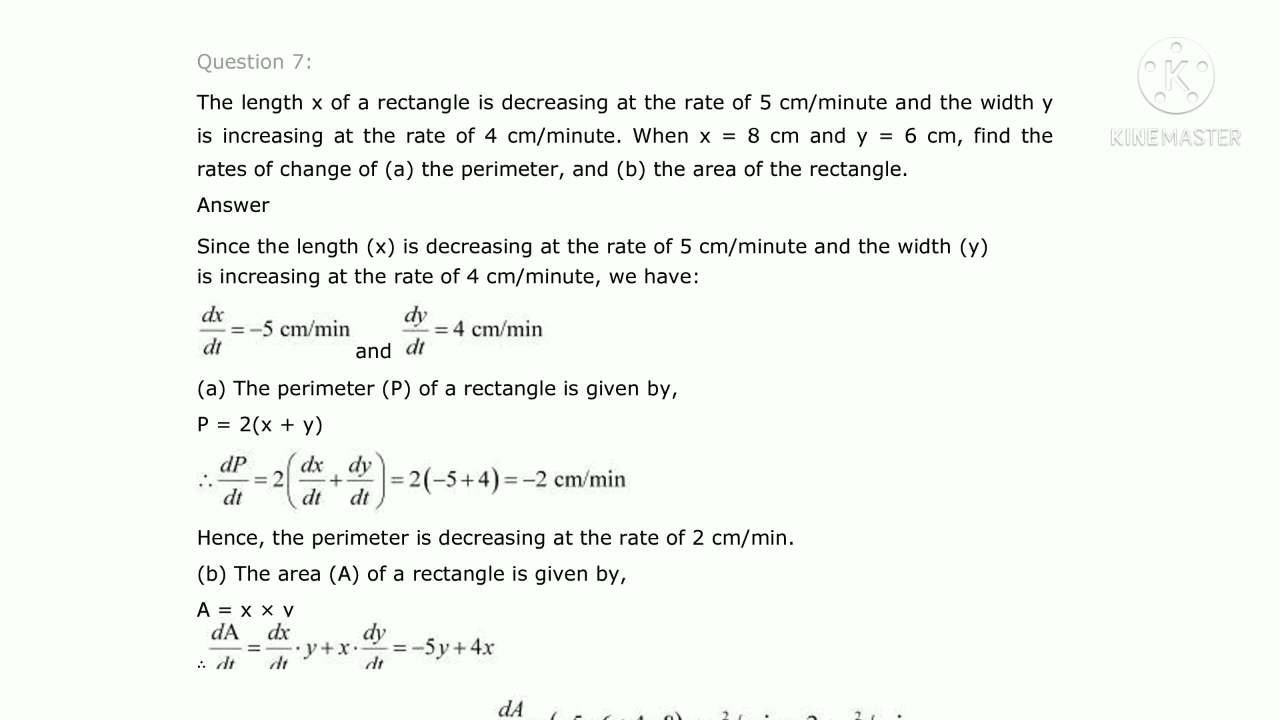 Question 7:
KINEMASTER
The length x of a rectangle is decreasing at the rate of 5 cm/minute and the width y
is increasing at the rate of 4 cm/minute. When x = 8 cm and y = 6 cm, find the
rates of change of (a) the perimeter, and (b) the area of the rectangle.
Answer
Since the length (x) is decreasing at the rate of 5 cm/minute and the width (y)
is increasing at the rate of 4 cm/minute, we have:
dx/dt = −5 cm/min and dy/dt = 4 cm/min
(a) The perimeter (P) of a rectangle is given by,
P = 2(x + y)
∴ dP/dt = 2(dx/dt + dy/dt) = 2(−5+4) = −2 cm/min
Hence, the perimeter is decreasing at the rate of 2 cm/min.
(b) The area (A) of a rectangle is given by,
A = x × y
∴ dA/dt = dx/dt · y + x · dy/dt = −5y + 4x
dA